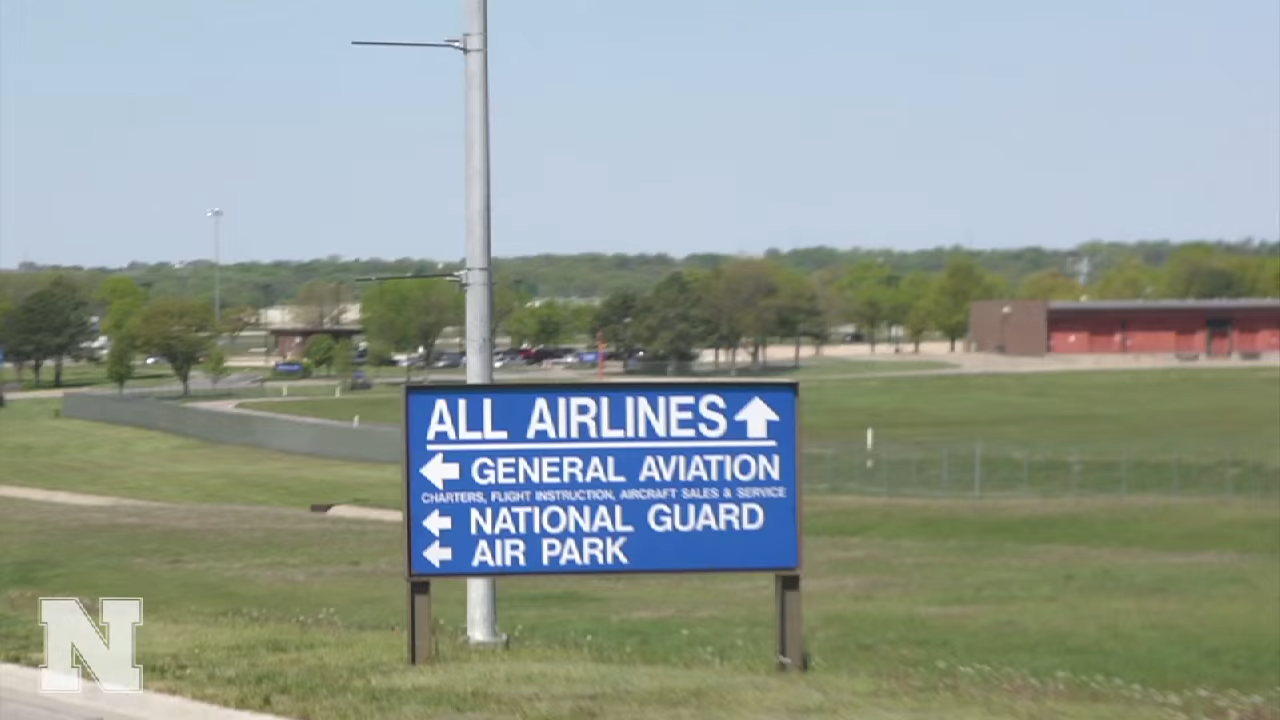 ALL AIRLINES
GENERAL AVIATION
CHARTERS, FLIGHT INSTRUCTION, AIRCRAFT SALES & SERVICE
NATIONAL GUARD
AIR PARK
N